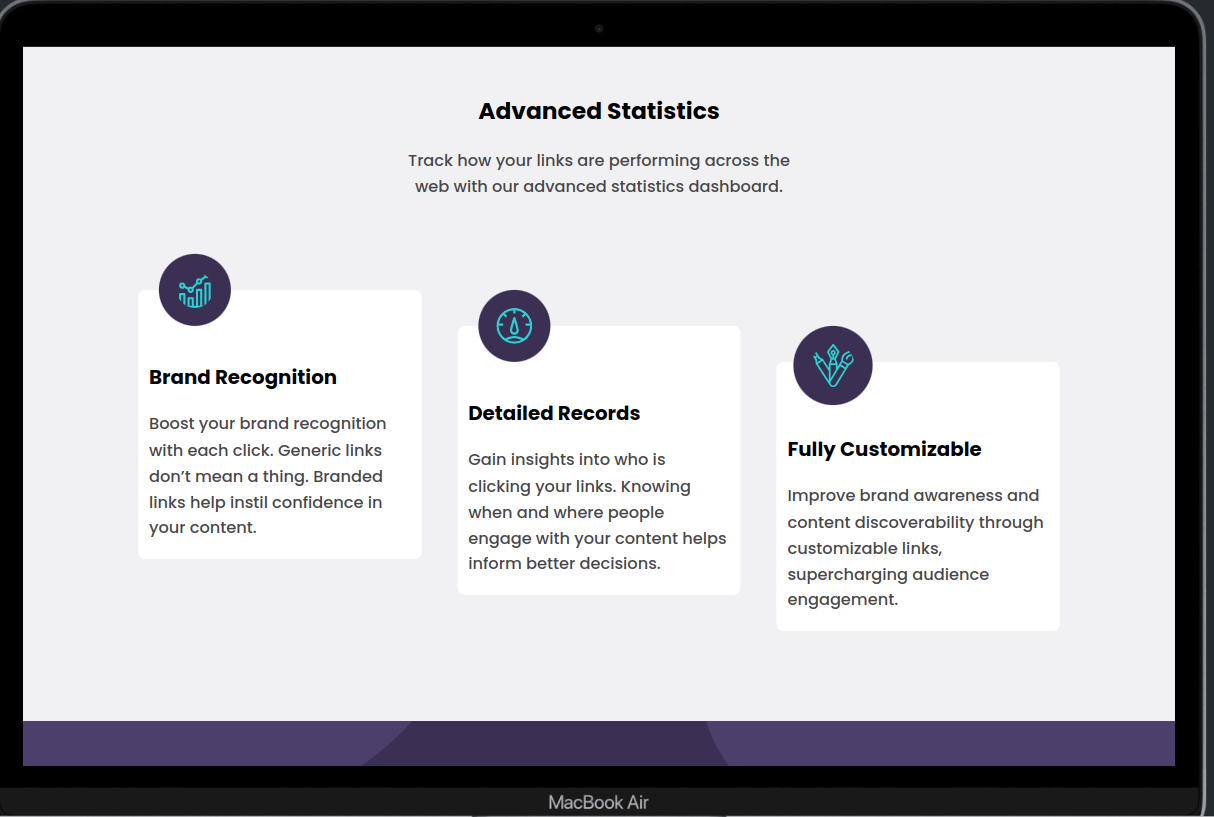 Advanced Statistics
Track how your links are performing across the
web with our advanced statistics dashboard.
Brand Recognition
Boost your brand recognition
with each click. Generic links
don’t mean a thing. Branded
links help instil confidence in
your content.
Detailed Records
Gain insights into who is
clicking your links. Knowing
when and where people
engage with your content helps
inform better decisions.
Fully Customizable
Improve brand awareness and
content discoverability through
customizable links,
supercharging audience
engagement.
MacBook Air